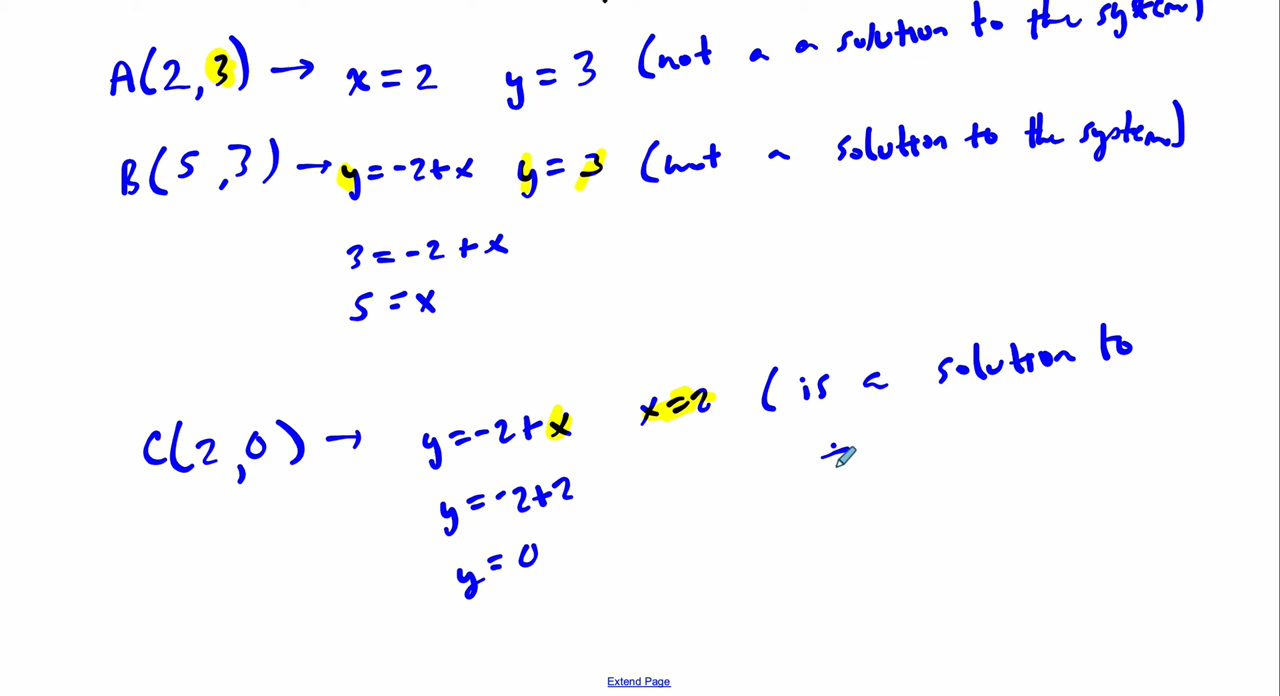 A(2,3) → x = 2 y = 3 (not a a solution to the system)
B(5,3) → y = -2+x y = 3 (not a solution to the system)
3 = -2 + x
5 = x
C(2,0) → y = -2 + x x = 2 (is a solution to
y = -2+2
y = 0
Extend Page